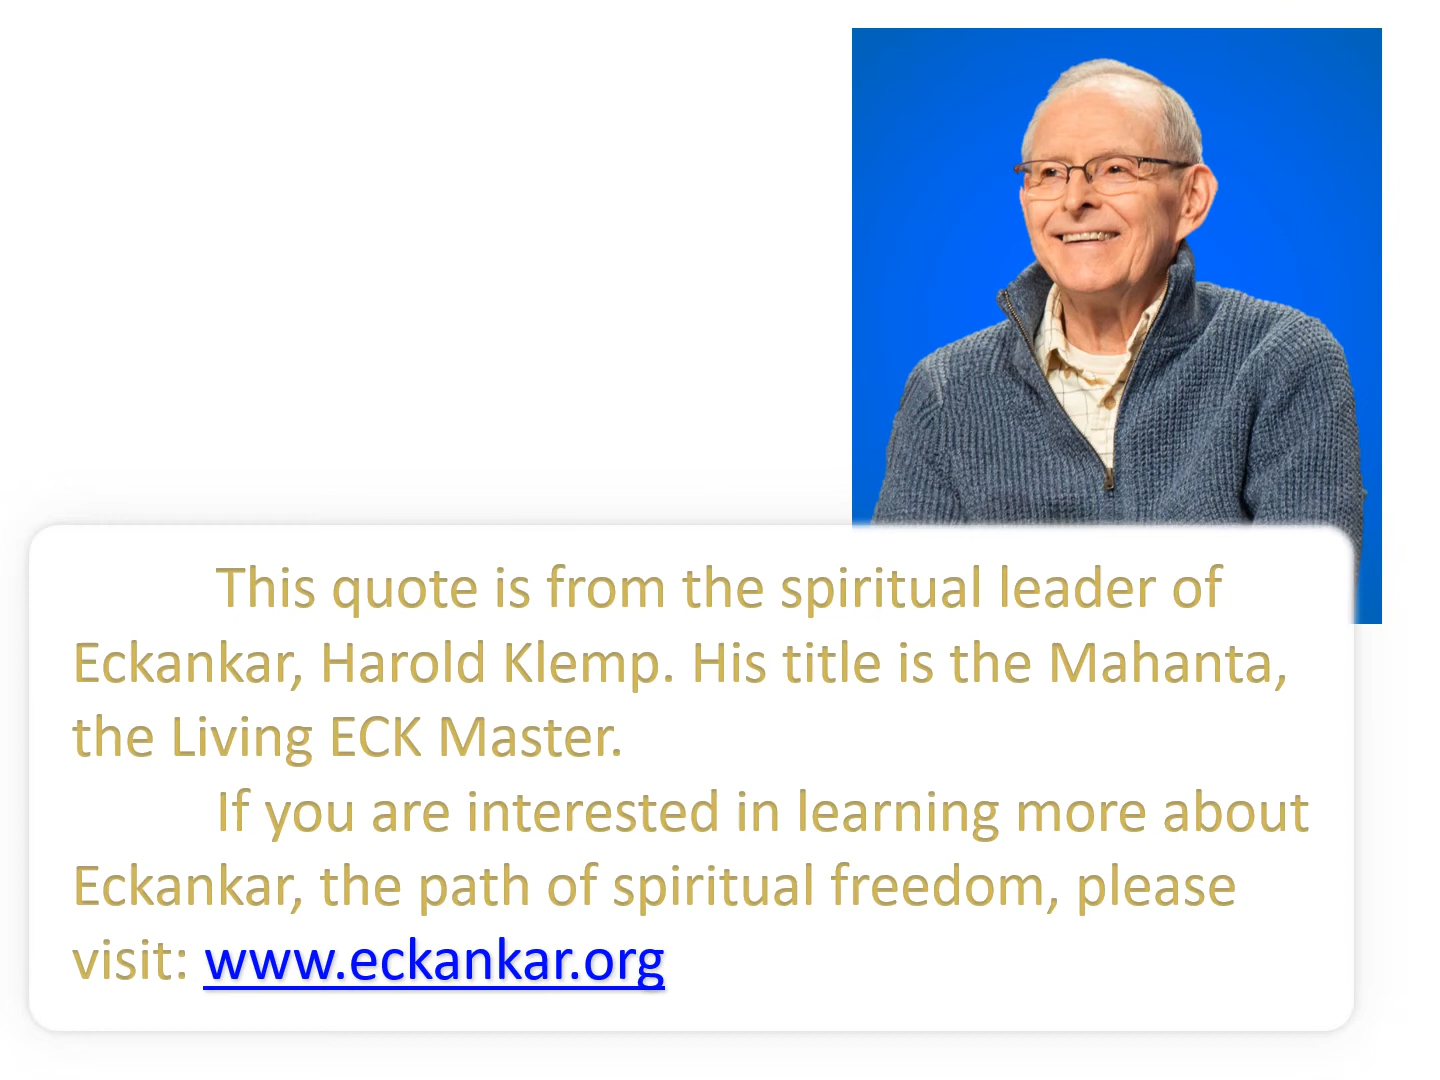 This quote is from the spiritual leader of
Eckankar, Harold Klemp. His title is the Mahanta,
the Living ECK Master.
If you are interested in learning more about
Eckankar, the path of spiritual freedom, please
visit: www.eckankar.org